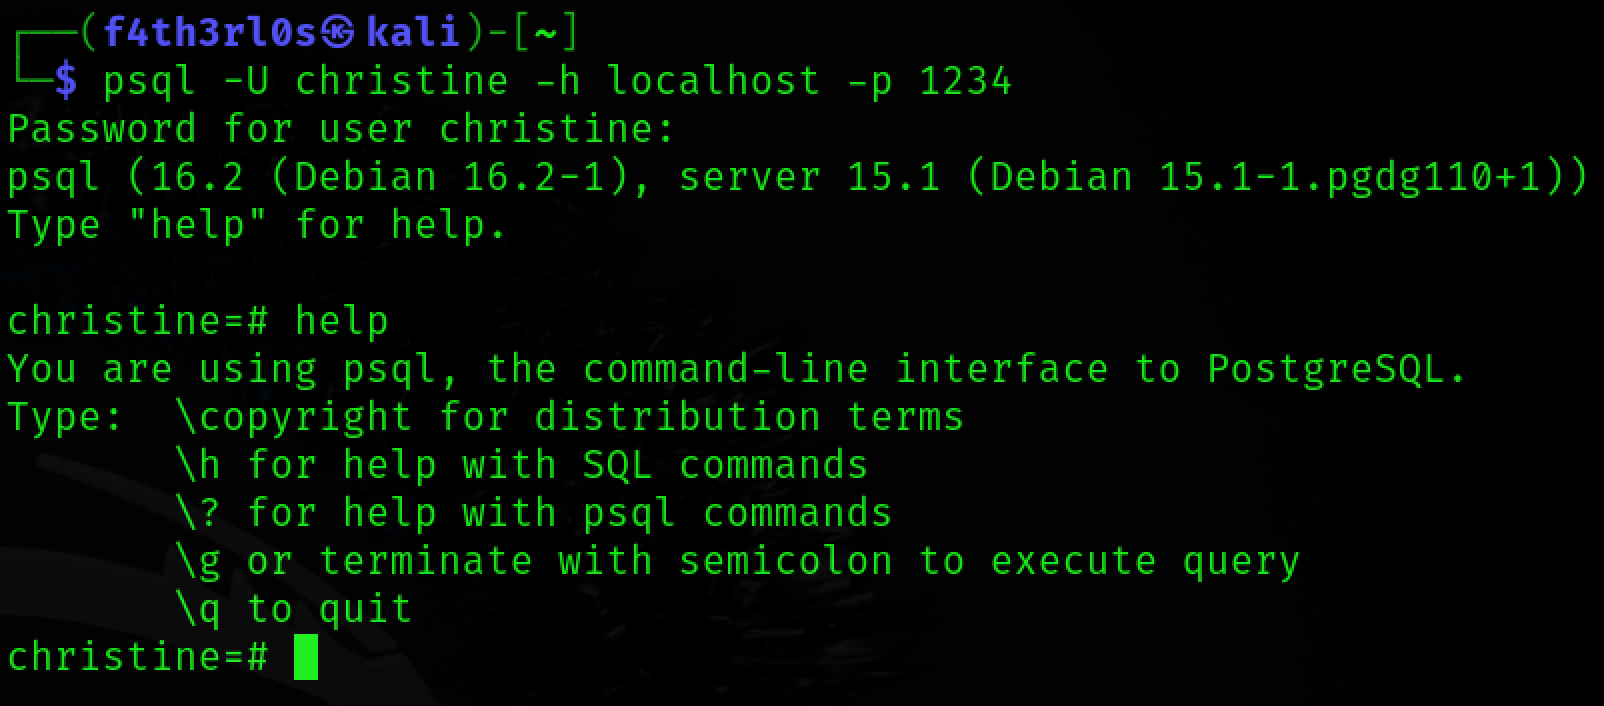 ┌──(f4th3rl0s㉿kali)-[~]
└─$ psql -U christine -h localhost -p 1234
Password for user christine:
psql (16.2 (Debian 16.2-1), server 15.1 (Debian 15.1-1.pgdg110+1))
Type "help" for help.

christine=# help
You are using psql, the command-line interface to PostgreSQL.
Type:  \copyright for distribution terms
       \h for help with SQL commands
       \? for help with psql commands
       \g or terminate with semicolon to execute query
       \q to quit
christine=#